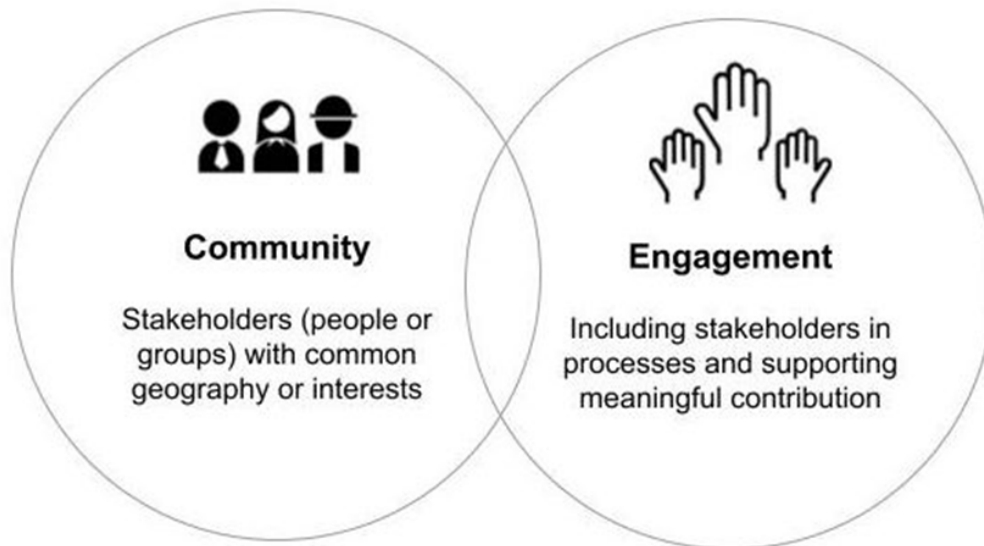 Community
Stakeholders (people or
groups) with common
geography or interests
Engagement
Including stakeholders in
processes and supporting
meaningful contribution